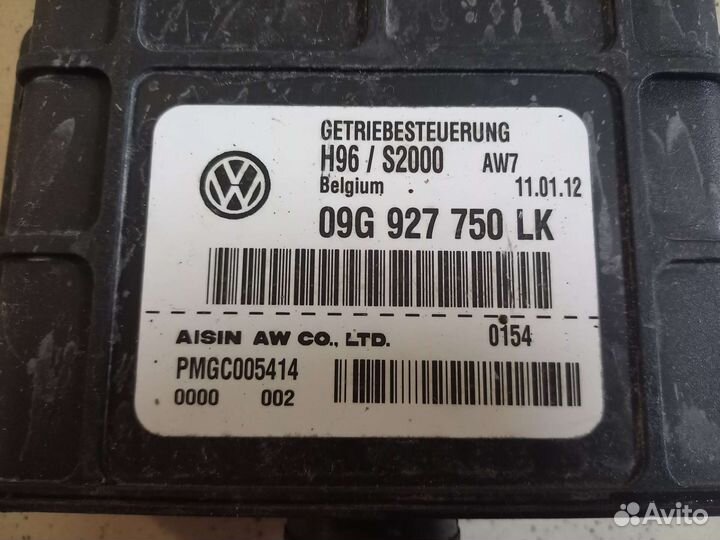 GETRIEBESTEUERUNG
H96 / S2000 AW7
Belgium 11.01.12
09G 927 750 LK
AISIN AW CO., LTD. 0154
PMGC005414
0000 002
Avito